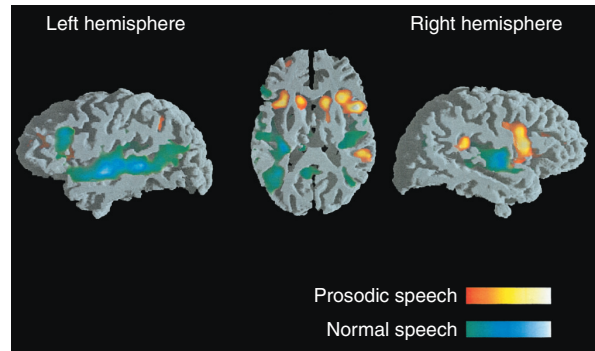 Left hemisphere
Right hemisphere
Prosodic speech
Normal speech